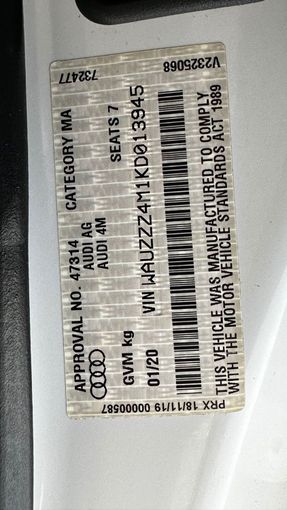 732477 V2325068
APPROVAL NO. 47314 CATEGORY MA
AUDI AG
AUDI 4M SEATS 7
GVM kg VIN WAUZZZ4M1KD013945
01/20
THIS VEHICLE WAS MANUFACTURED TO COMPLY
WITH THE MOTOR VEHICLE STANDARDS ACT 1989
PRX 18/11/19 00000587